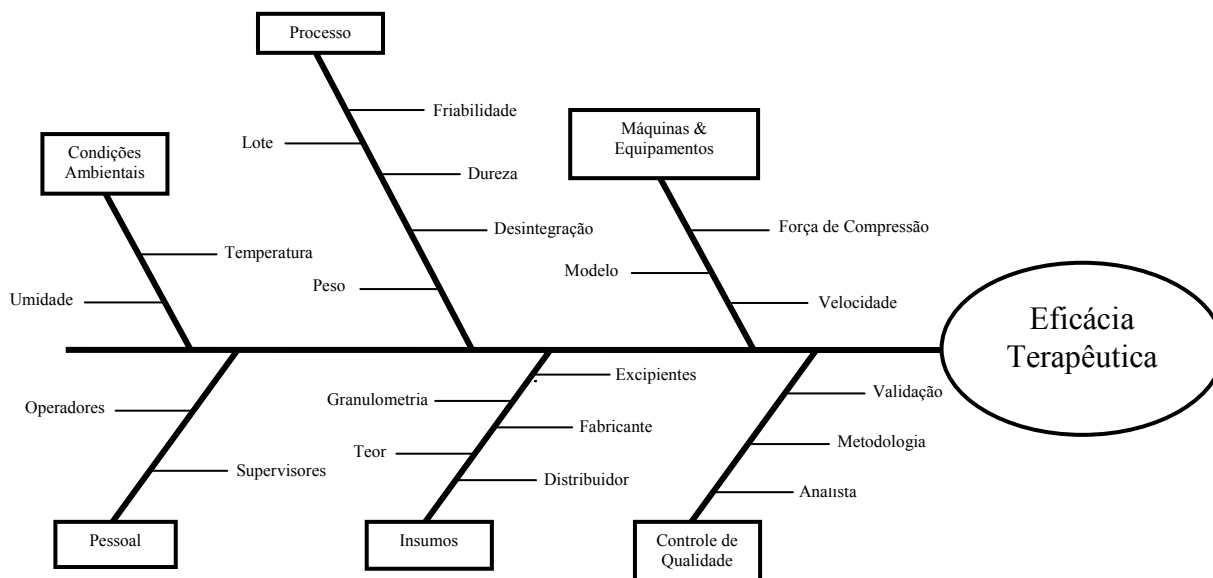 Processo
Friabilidade
Lote
Máquinas &
Equipamentos
Condições
Ambientais
Dureza
Desintegração
Força de Compressão
Temperatura
Modelo
Peso
Umidade
Velocidade
Eficácia
Terapêutica
Excipientes
Validação
Granulometria
Operadores
Fabricante
Metodologia
Teor
Supervisores
Distribuidor
Analista
Pessoal
Insumos
Controle de
Qualidade